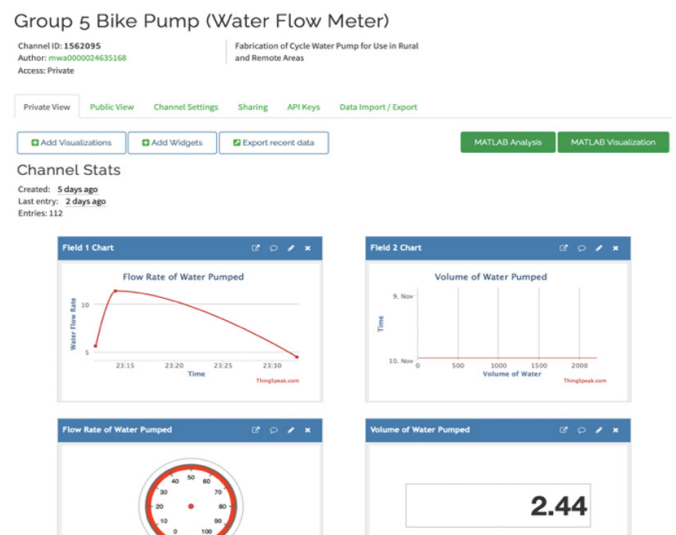 Group 5 Bike Pump (Water Flow Meter)
Channel ID: 1562095
Author: mwa0000024635168
Access: Private
Fabrication of Cycle Water Pump for Use in Rural
and Remote Areas
Private View Public View Channel Settings Sharing API Keys Data Import / Export
Add Visualizations Add Widgets Export recent data MATLAB Analysis MATLAB Visualization
Channel Stats
Created: 5 days ago
Last entry: 2 days ago
Entries: 112
Field 1 Chart
Flow Rate of Water Pumped
Water Flow Rate
10
5
23:15 23:20 23:25 23:30
Time
ThingSpeak.com
Field 2 Chart
Volume of Water Pumped
Time
9. Nov
10. Nov
0 500 1000 1500 2000
Volume of Water
ThingSpeak.com
Flow Rate of Water Pumped
0 10 20 30 40 50 60 70 80 90 100
Volume of Water Pumped
2.44